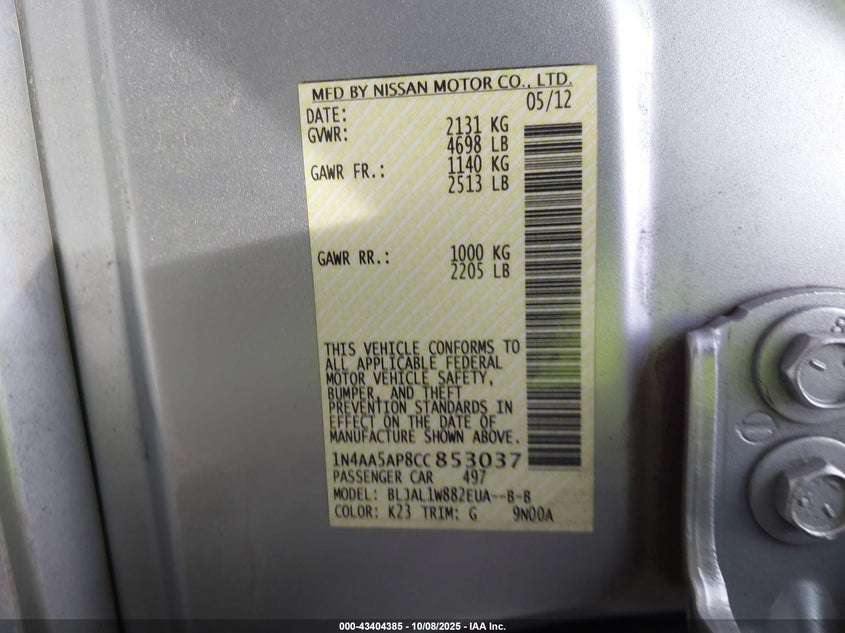 MFD BY NISSAN MOTOR CO., LTD.
DATE: 05/12
GVWR: 2131 KG
4698 LB
GAWR FR.: 1140 KG
2513 LB
GAWR RR.: 1000 KG
2205 LB
THIS VEHICLE CONFORMS TO
ALL APPLICABLE FEDERAL
MOTOR VEHICLE SAFETY,
BUMPER, AND THEFT
PREVENTION STANDARDS IN
EFFECT ON THE DATE OF
MANUFACTURE SHOWN ABOVE.
1N4AA5AP8CC853037
PASSENGER CAR 497
MODEL: BLJAL1W882EUA--B-B
COLOR: K23 TRIM: G 9N00A
000-43404385 - 10/08/2025 - IAA Inc.